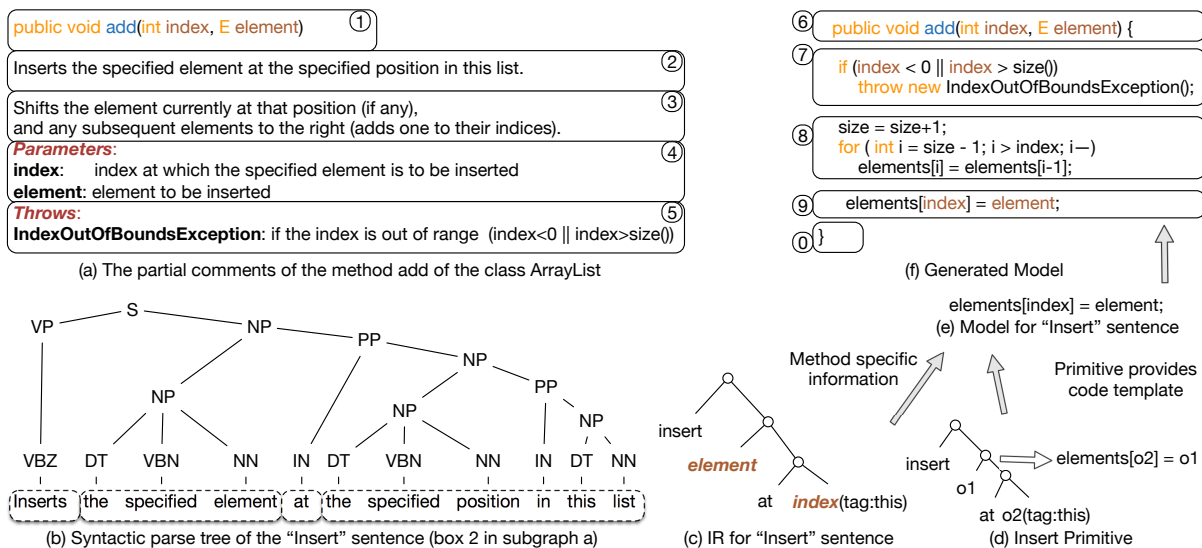 public void add(int index, E element) ①
Inserts the specified element at the specified position in this list. ②
Shifts the element currently at that position (if any), ③
and any subsequent elements to the right (adds one to their indices).
Parameters: ④
index: index at which the specified element is to be inserted
element: element to be inserted
Throws: ⑤
IndexOutOfBoundsException: if the index is out of range (index<0 || index>size())
(a) The partial comments of the method add of the class ArrayList
S
VP
NP
PP
NP
NP
PP
NP
NP
VBZ DT VBN NN IN DT VBN NN IN DT NN
Inserts the specified element at the specified position in this list
(b) Syntactic parse tree of the “Insert” sentence (box 2 in subgraph a)
⑥ public void add(int index, E element) {
⑦ if (index < 0 || index > size())
throw new IndexOutOfBoundsException();
⑧ size = size+1;
for ( int i = size - 1; i > index; i—)
elements[i] = elements[i-1];
⑨ elements[index] = element;
⓪ }
(f) Generated Model
elements[index] = element;
(e) Model for “Insert” sentence
Method specific
information
Primitive provides
code template
insert
element
at index(tag:this)
(c) IR for “Insert” sentence
insert
elements[o2] = o1
o1
at o2(tag:this)
(d) Insert Primitive